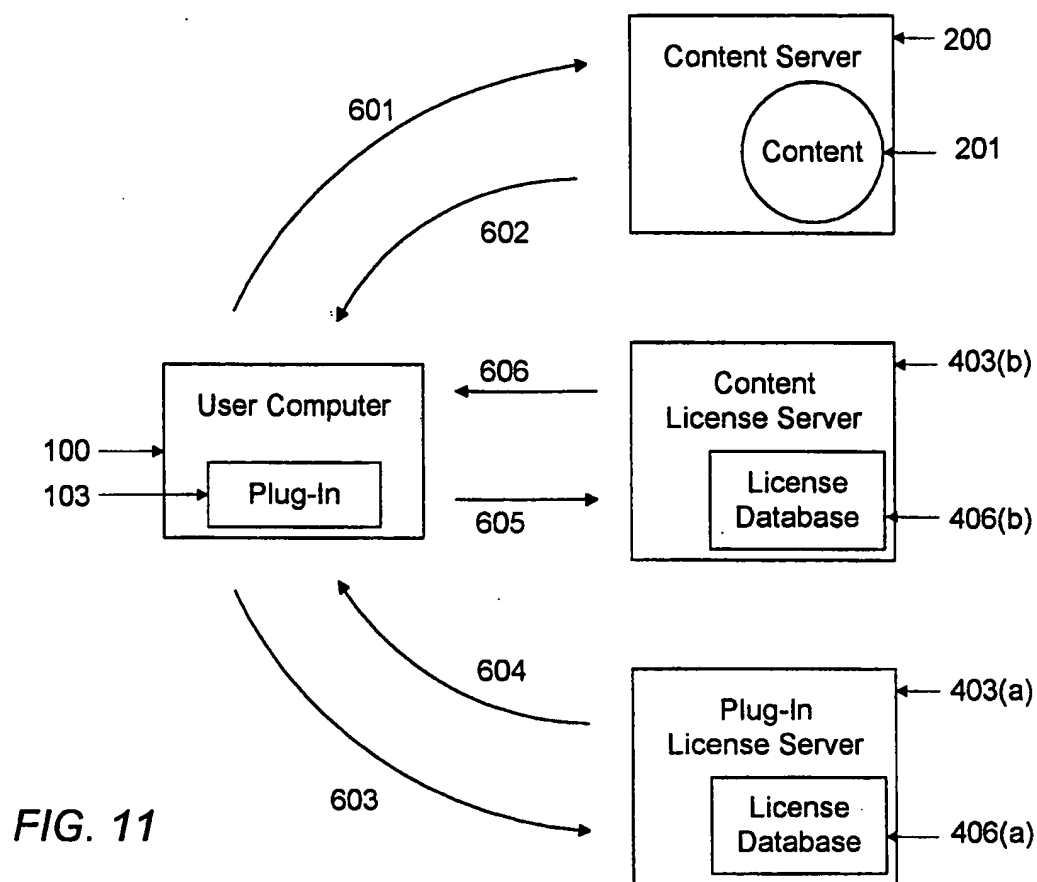 Content Server
200
Content
201
601
602
User Computer
100
Plug-In
103
606
605
Content
License Server
403(b)
License
Database
406(b)
604
603
Plug-In
License Server
403(a)
License
Database
406(a)
FIG. 11